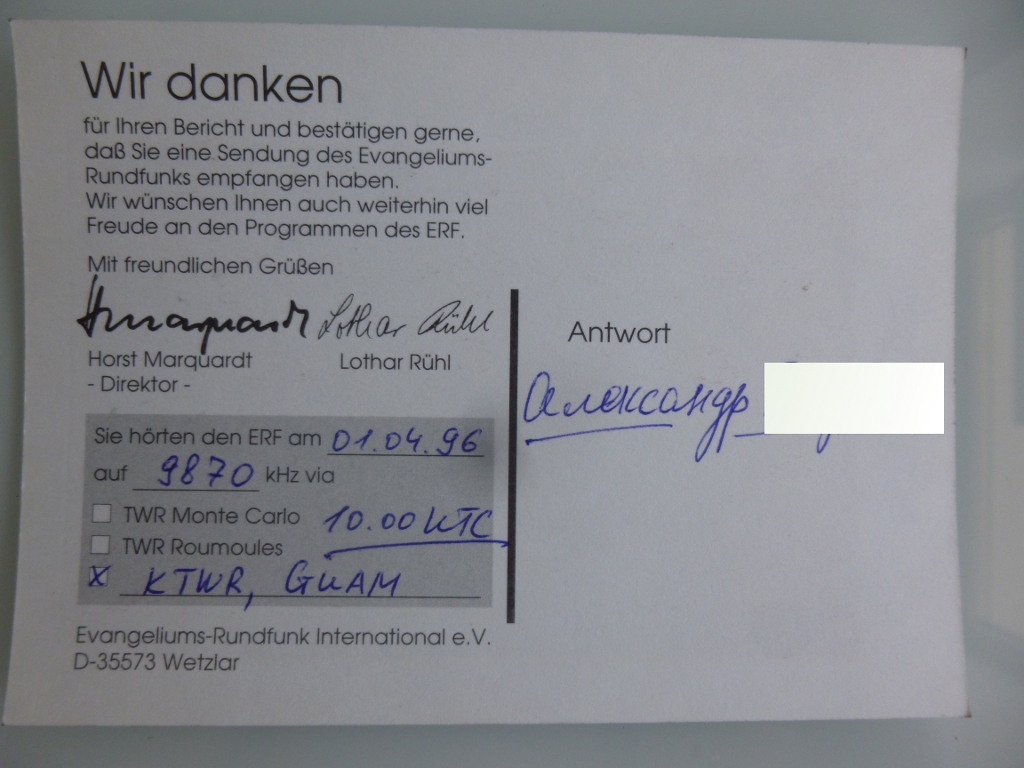 Wir danken
für Ihren Bericht und bestätigen gerne,
daß Sie eine Sendung des Evangeliums-
Rundfunks empfangen haben.
Wir wünschen Ihnen auch weiterhin viel
Freude an den Programmen des ERF.
Mit freundlichen Grüßen
HMarquardt Lothar Rühl
Horst Marquardt Lothar Rühl
- Direktor -
Sie hörten den ERF am 01.04.96
auf 9870 kHz via
TWR Monte Carlo 10.00 UTC
TWR Roumoules
x KTWR, GUAM
Evangeliums-Rundfunk International e.V.
D-35573 Wetzlar
Antwort
Александр